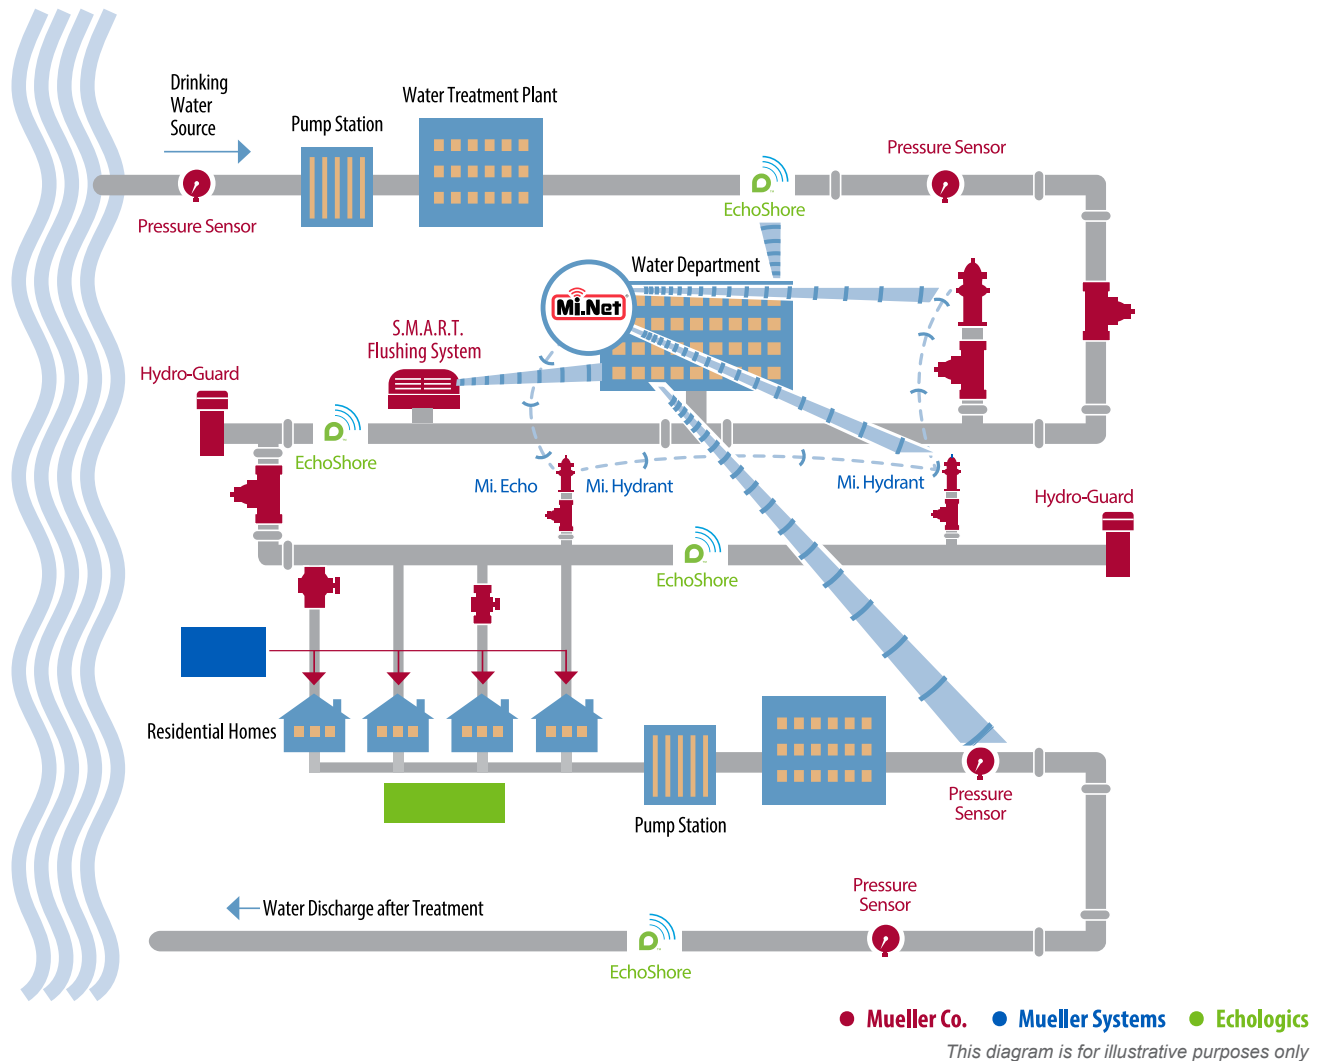 Drinking
Water
Source
Pump Station
Water Treatment Plant
Pressure Sensor
EchoShore
Pressure Sensor
Water Department
Mi.Net
S.M.A.R.T.
Flushing System
Hydro-Guard
EchoShore
Mi. Echo
Mi. Hydrant
Mi. Hydrant
Hydro-Guard
EchoShore
Residential Homes
Pump Station
Pressure
Sensor
Pressure
Sensor
Water Discharge after Treatment
EchoShore
Mueller Co.
Mueller Systems
Echologics
This diagram is for illustrative purposes only